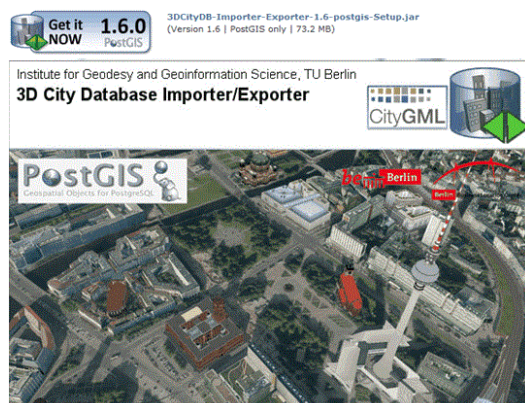 Get it NOW
1.6.0
PostGIS
3DCityDB-Importer-Exporter-1.6-postgis-Setup.jar
(Version 1.6 | PostGIS only | 73.2 MB)
Institute for Geodesy and Geoinformation Science, TU Berlin
3D City Database Importer/Exporter
CityGML
PostGIS
Geospatial Objects for PostgreSQL
be Berlin
Berlin